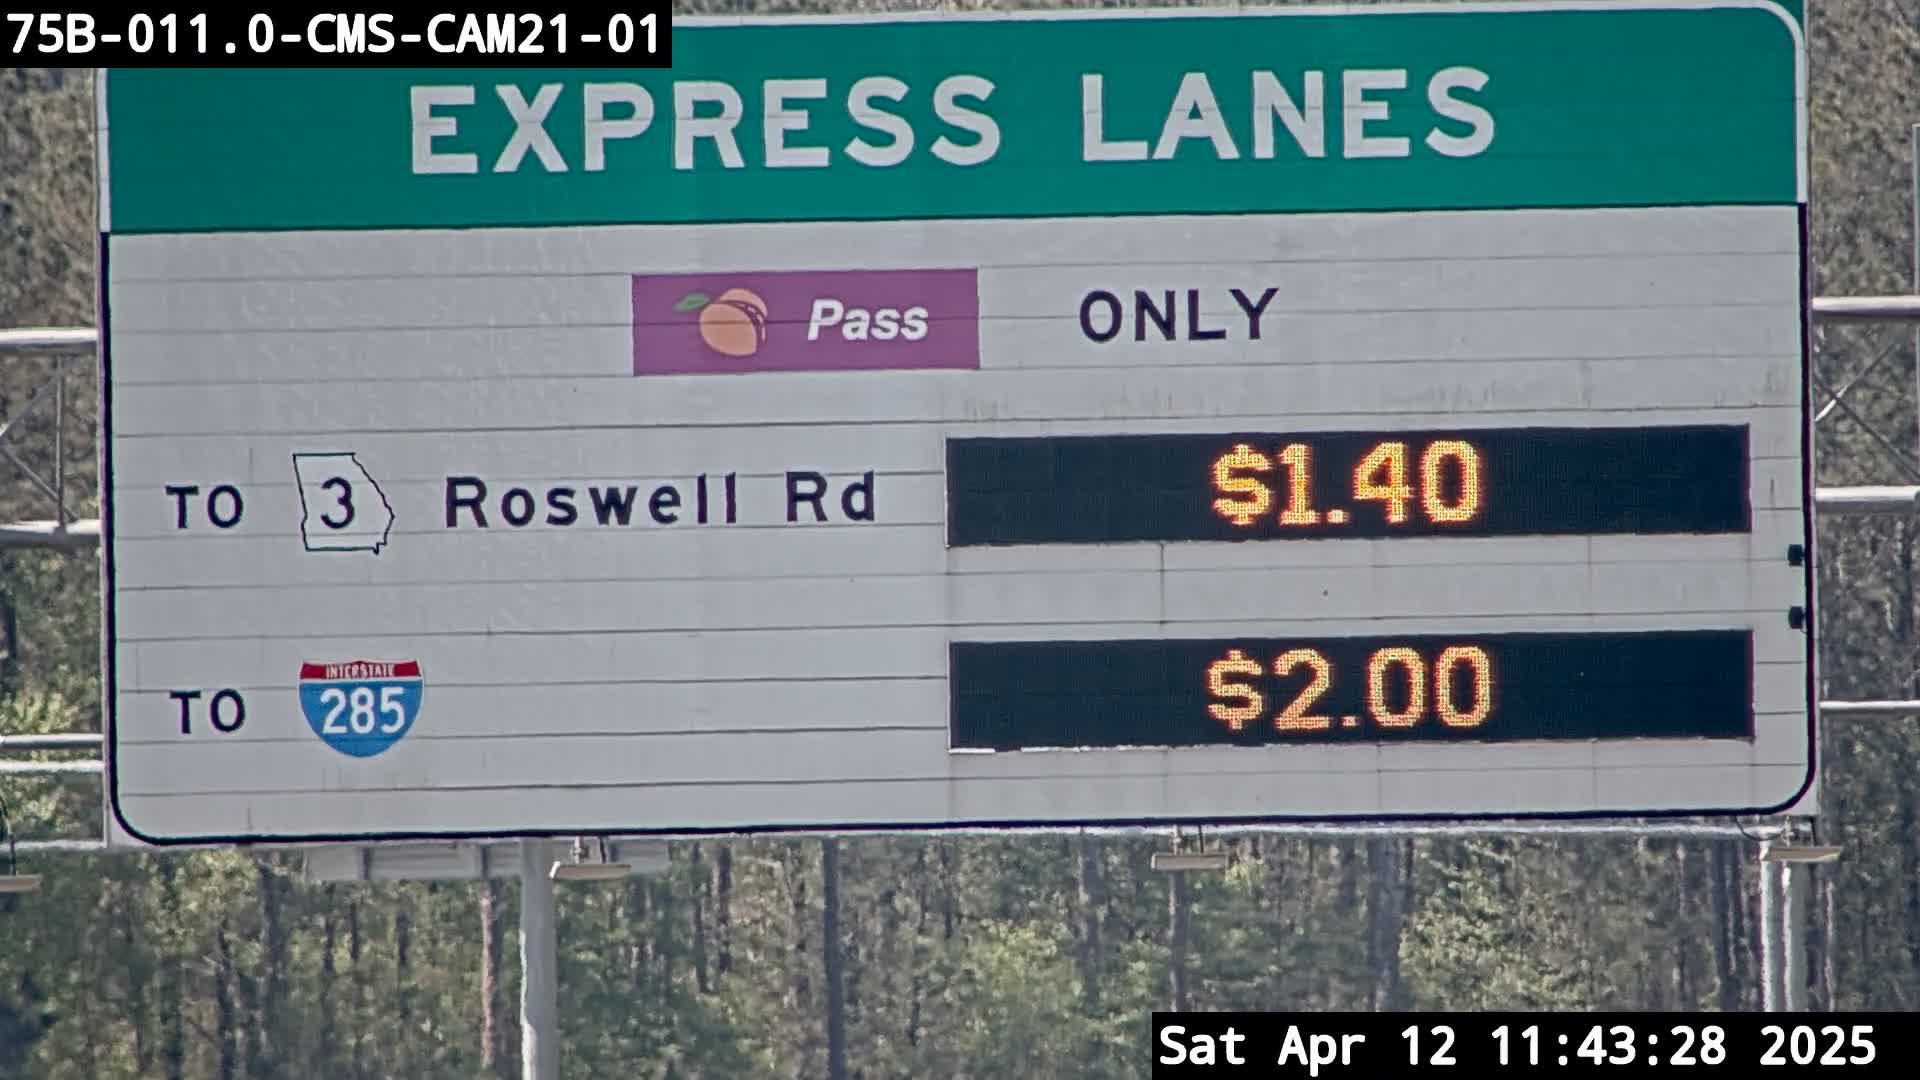 75B-011.0-CMS-CAM21-01
EXPRESS LANES
Pass ONLY
TO 3 Roswell Rd $1.40
INTERSTATE
TO 285 $2.00
Sat Apr 12 11:43:28 2025